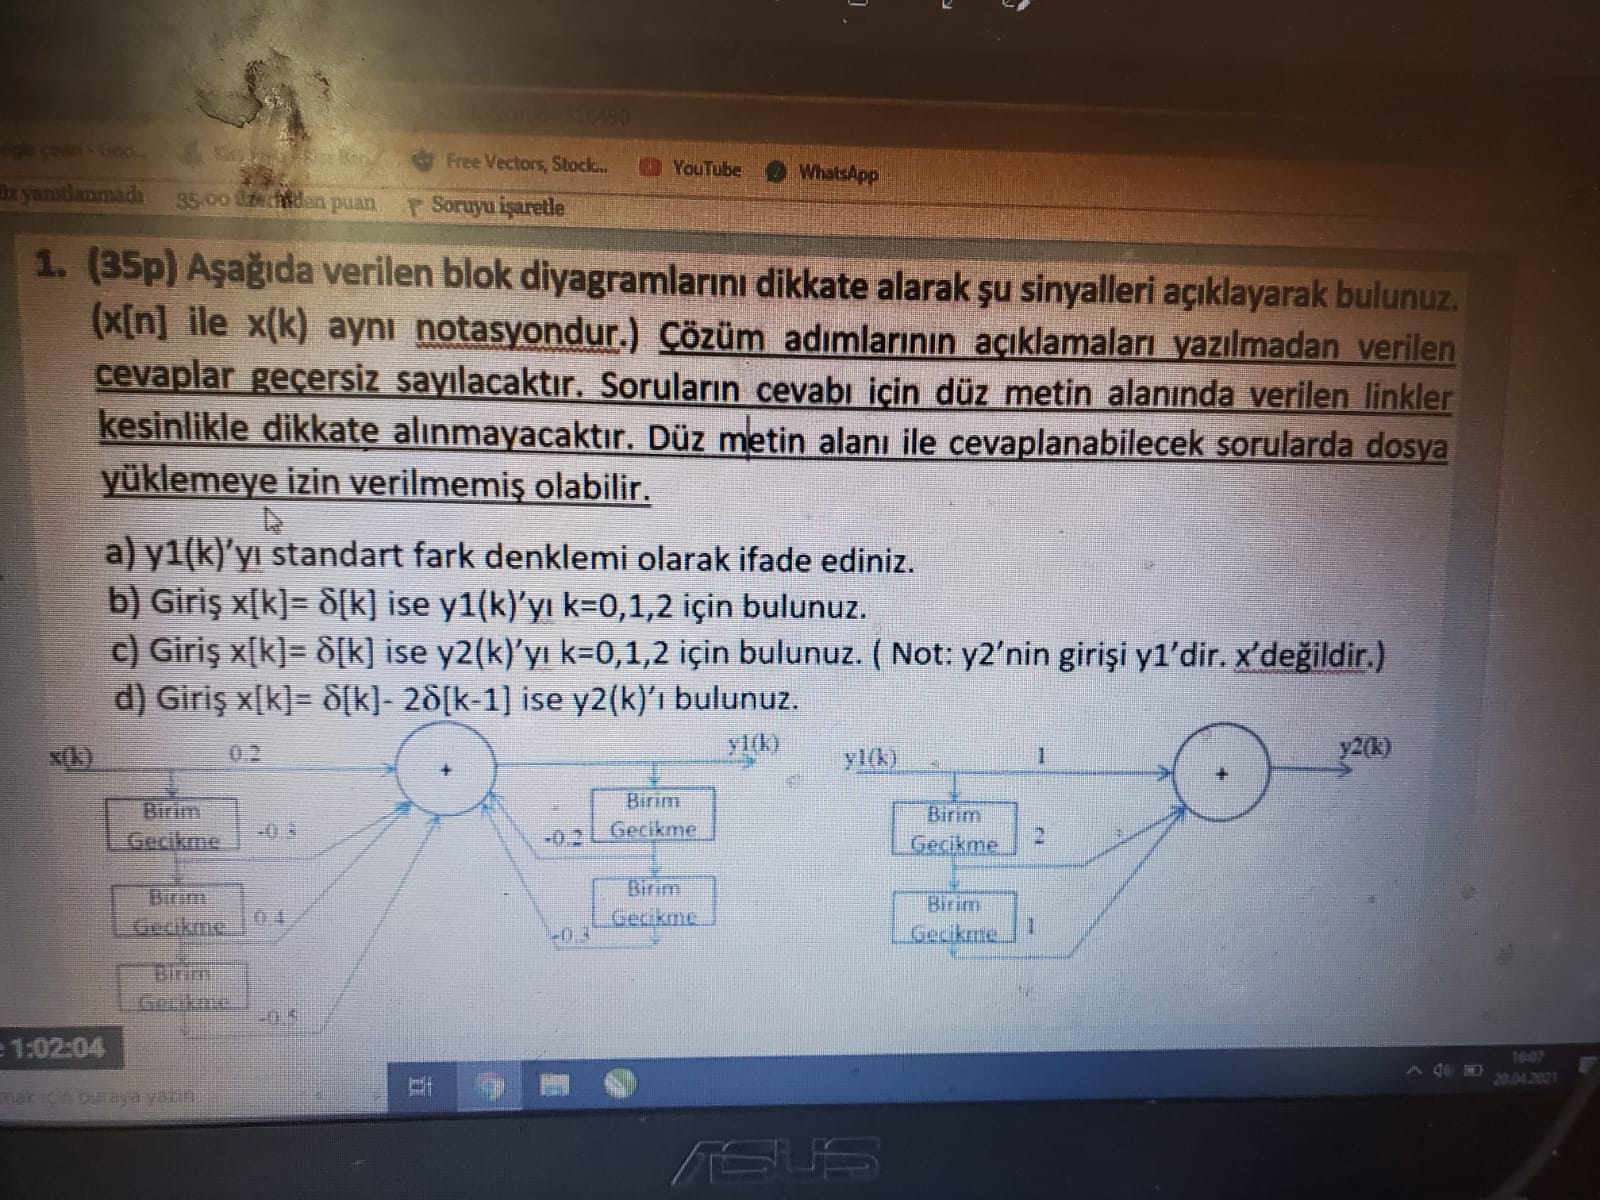 Free Vectors, Stock...
YouTube
WhatsApp
yanıtlanmadı
35.00 üzerinden puan
Soruyu işaretle
1. (35p) Aşağıda verilen blok diyagramlarını dikkate alarak şu sinyalleri açıklayarak bulunuz.
(x[n] ile x(k) aynı notasyondur.) Çözüm adımlarının açıklamaları yazılmadan verilen
cevaplar geçersiz sayılacaktır. Soruların cevabı için düz metin alanında verilen linkler
kesinlikle dikkate alınmayacaktır. Düz metin alanı ile cevaplanabilecek sorularda dosya
yüklemeye izin verilmemiş olabilir.
a) y1(k)'yı standart fark denklemi olarak ifade ediniz.
b) Giriş x[k]= δ[k] ise y1(k)'yı k=0,1,2 için bulunuz.
c) Giriş x[k]= δ[k] ise y2(k)'yı k=0,1,2 için bulunuz. ( Not: y2'nin girişi y1'dir. x'değildir.)
d) Giriş x[k]= δ[k]- 2δ[k-1] ise y2(k)'ı bulunuz.
x(k)
0.2
+
y1(k)
Birim
Gecikme
Birim
Gecikme
0.4
Birim
Gecikme
-0.5
Birim
Gecikme
-0.2
Birim
Gecikme
-0.3
y1(k)
1
+
y2(k)
Birim
Gecikme
2
Birim
Gecikme
1
1:02:04
16:07
20.04.2021
ASUS